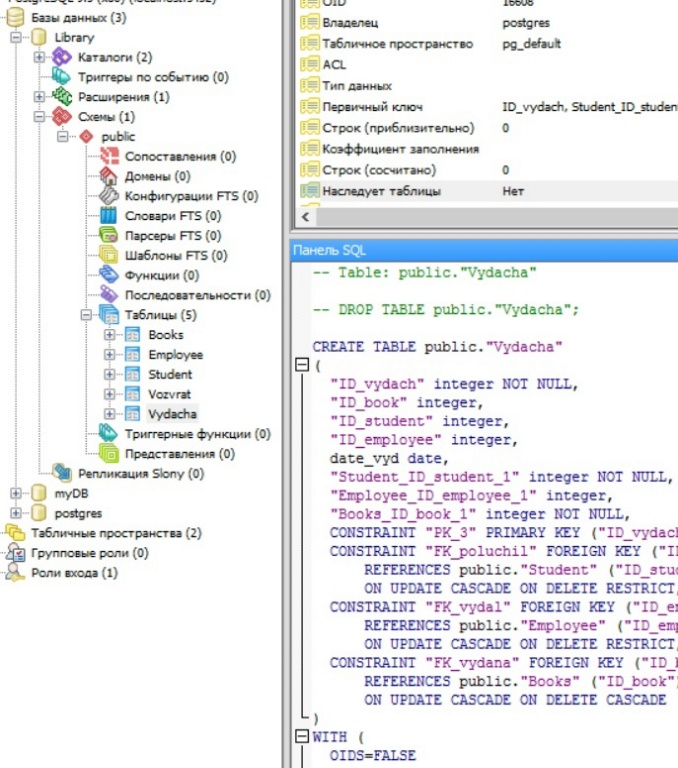 Базы данных (3)
Library
Каталоги (2)
Триггеры по событию (0)
Расширения (1)
Схемы (1)
public
Сопоставления (0)
Домены (0)
Конфигурации FTS (0)
Словари FTS (0)
Парсеры FTS (0)
Шаблоны FTS (0)
Функции (0)
Последовательности (0)
Таблицы (5)
Books
Employee
Student
Vozvrat
Vydacha
Триггерные функции (0)
Представления (0)
Репликация Slony (0)
myDB
postgres
Табличные пространства (2)
Групповые роли (0)
Роли входа (1)
OID 16608
Владелец postgres
Табличное пространство pg_default
ACL
Тип данных
Первичный ключ ID_vydach, Student_ID_studen
Строк (приблизительно) 0
Коэффициент заполнения
Строк (сосчитано) 0
Наследует таблицы Нет
Панель SQL
-- Table: public."Vydacha"
-- DROP TABLE public."Vydacha";
CREATE TABLE public."Vydacha"
(
"ID_vydach" integer NOT NULL,
"ID_book" integer,
"ID_student" integer,
"ID_employee" integer,
date_vyd date,
"Student_ID_student_1" integer NOT NULL,
"Employee_ID_employee_1" integer,
"Books_ID_book_1" integer NOT NULL,
CONSTRAINT "PK_3" PRIMARY KEY ("ID_vydach
CONSTRAINT "FK_poluchil" FOREIGN KEY ("I
REFERENCES public."Student" ("ID_stud
ON UPDATE CASCADE ON DELETE RESTRICT,
CONSTRAINT "FK_vydal" FOREIGN KEY ("ID_e
REFERENCES public."Employee" ("ID_emp
ON UPDATE CASCADE ON DELETE RESTRICT,
CONSTRAINT "FK_vydana" FOREIGN KEY ("ID_
REFERENCES public."Books" ("ID_book")
ON UPDATE CASCADE ON DELETE CASCADE
)
WITH (
OIDS=FALSE